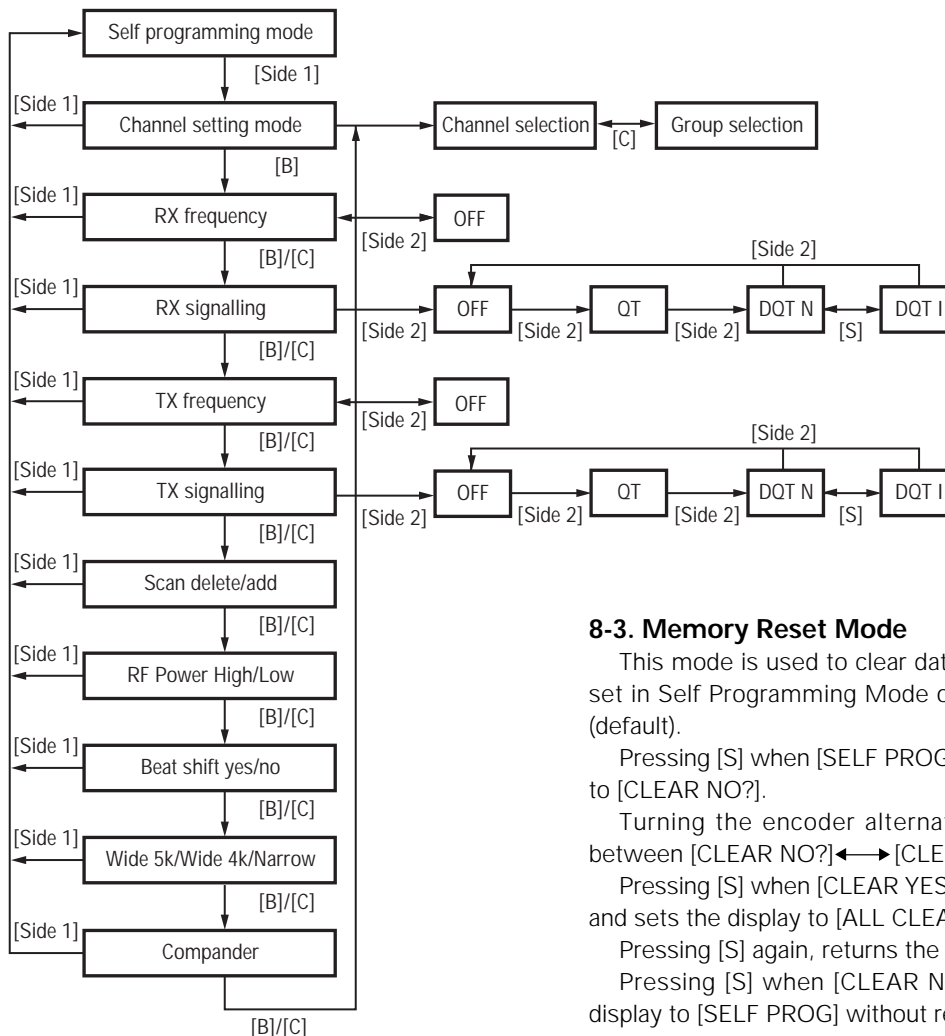 Self programming mode
[Side 1]
[Side 1]
Channel setting mode
Channel selection
[C]
Group selection
[B]
[Side 1]
RX frequency
[Side 2]
OFF
[B]/[C]
[Side 2]
[Side 1]
RX signalling
[Side 2]
OFF
[Side 2]
QT
[Side 2]
DQT N
[S]
DQT I
[B]/[C]
[Side 1]
TX frequency
[Side 2]
OFF
[B]/[C]
[Side 2]
[Side 1]
TX signalling
[Side 2]
OFF
[Side 2]
QT
[Side 2]
DQT N
[S]
DQT I
[B]/[C]
[Side 1]
Scan delete/add
[B]/[C]
[Side 1]
RF Power High/Low
[B]/[C]
[Side 1]
Beat shift yes/no
[B]/[C]
[Side 1]
Wide 5k/Wide 4k/Narrow
[B]/[C]
[Side 1]
Compander
[B]/[C]
8-3. Memory Reset Mode
This mode is used to clear
set in Self Programming Mode
(default).
Pressing [S] when [SELF PROG
to [CLEAR NO?].
Turning the encoder
between [CLEAR NO?]←→[CLE
Pressing [S] when [CLEAR YES
and sets the display to [ALL CLEA
Pressing [S] again, returns the
Pressing [S] when [CLEAR N
display to [SELF PROG] without